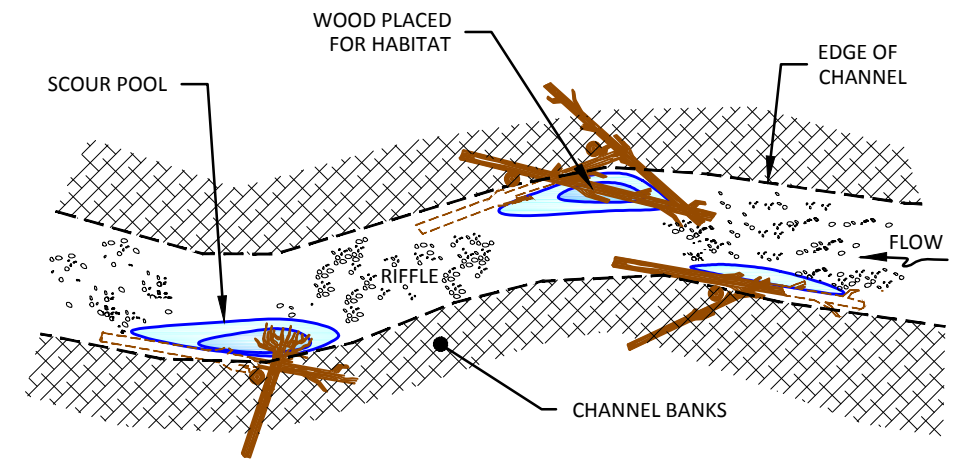 WOOD PLACED
FOR HABITAT
EDGE OF
CHANNEL
SCOUR POOL
FLOW
RIFFLE
CHANNEL BANKS